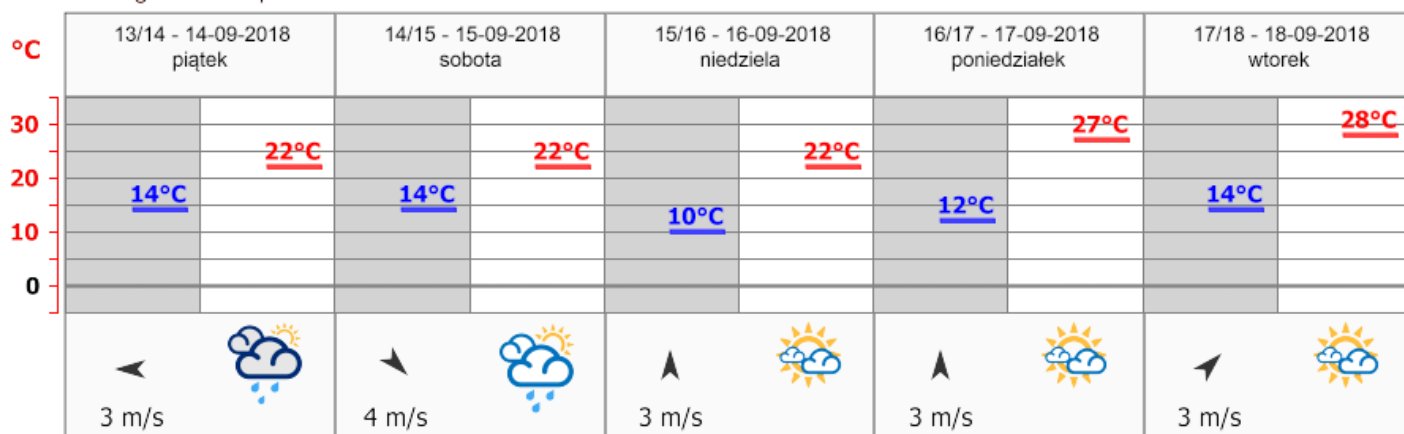 13/14 - 14-09-2018 14/15 - 15-09-2018 15/16 - 16-09-2018 16/17 - 17-09-2018 17/18 - 18-09-2018
°C piątek sobota niedziela poniedziałek wtorek
30 27°C 28°C
22°C 22°C 22°C
20
14°C 14°C 10°C 12°C 14°C
10
0
3 m/s 4 m/s 3 m/s 3 m/s 3 m/s